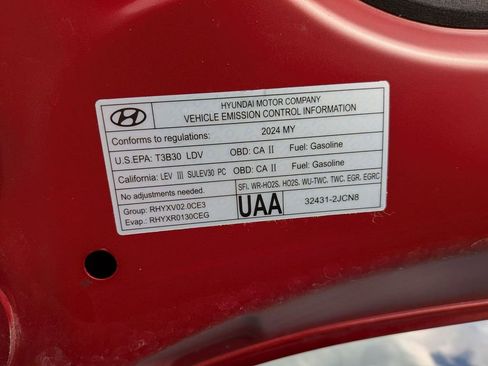 HYUNDAI MOTOR COMPANY
VEHICLE EMISSION CONTROL INFORMATION
Conforms to regulations: 2024 MY
U.S.EPA: T3B30 LDV OBD: CA II Fuel: Gasoline
California: LEV III SULEV30 PC OBD: CA II Fuel: Gasoline
No adjustments needed. SFI, WR-HO2S, HO2S, WU-TWC, TWC, EGR, EGRC
Group: RHYXV02.0CE3
Evap.: RHYXR0130CEG
UAA 32431-2JCN8